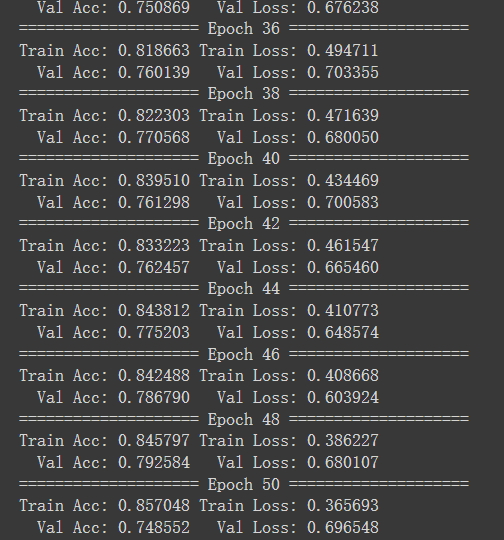 Val Acc: 0.750869 Val Loss: 0.676238
==================== Epoch 36 ====================
Train Acc: 0.818663 Train Loss: 0.494711
Val Acc: 0.760139 Val Loss: 0.703355
==================== Epoch 38 ====================
Train Acc: 0.822303 Train Loss: 0.471639
Val Acc: 0.770568 Val Loss: 0.680050
==================== Epoch 40 ====================
Train Acc: 0.839510 Train Loss: 0.434469
Val Acc: 0.761298 Val Loss: 0.700583
==================== Epoch 42 ====================
Train Acc: 0.833223 Train Loss: 0.461547
Val Acc: 0.762457 Val Loss: 0.665460
==================== Epoch 44 ====================
Train Acc: 0.843812 Train Loss: 0.410773
Val Acc: 0.775203 Val Loss: 0.648574
==================== Epoch 46 ====================
Train Acc: 0.842488 Train Loss: 0.408668
Val Acc: 0.786790 Val Loss: 0.603924
==================== Epoch 48 ====================
Train Acc: 0.845797 Train Loss: 0.386227
Val Acc: 0.792584 Val Loss: 0.680107
==================== Epoch 50 ====================
Train Acc: 0.857048 Train Loss: 0.365693
Val Acc: 0.748552 Val Loss: 0.696548